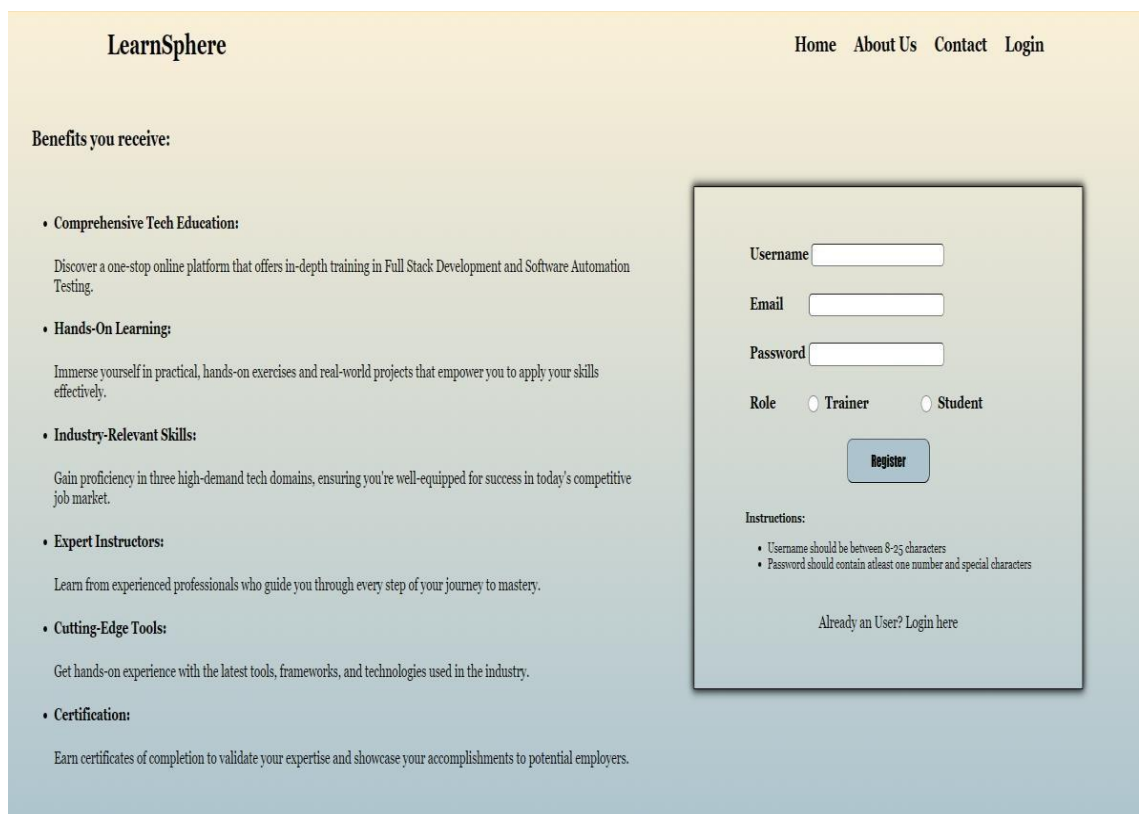 LearnSphere
Home About Us Contact Login
Benefits you receive:
• Comprehensive Tech Education:
Discover a one-stop online platform that offers in-depth training in Full Stack Development and Software Automation
Testing.
• Hands-On Learning:
Immerse yourself in practical, hands-on exercises and real-world projects that empower you to apply your skills
effectively.
• Industry-Relevant Skills:
Gain proficiency in three high-demand tech domains, ensuring you're well-equipped for success in today's competitive
job market.
• Expert Instructors:
Learn from experienced professionals who guide you through every step of your journey to mastery.
• Cutting-Edge Tools:
Get hands-on experience with the latest tools, frameworks, and technologies used in the industry.
• Certification:
Earn certificates of completion to validate your expertise and showcase your accomplishments to potential employers.
Username
Email
Password
Role Trainer Student
Register
Instructions:
• Username should be between 8-25 characters
• Password should contain atleast one number and special characters
Already an User? Login here